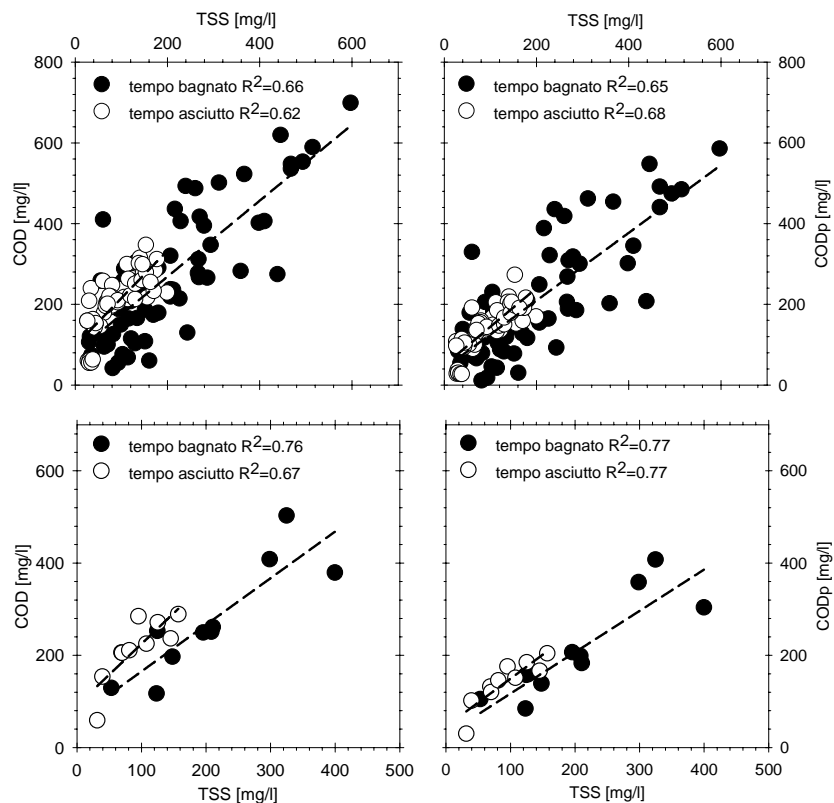 TSS [mg/l]
TSS [mg/l]
0 200 400 600
0 200 400 600
800
600
400
200
0
COD [mg/l]
tempo bagnato R2=0.66
tempo asciutto R2=0.62
tempo bagnato R2=0.65
tempo asciutto R2=0.68
800
600
400
200
0
CODp [mg/l]
600
400
200
0
COD [mg/l]
tempo bagnato R2=0.76
tempo asciutto R2=0.67
tempo bagnato R2=0.77
tempo asciutto R2=0.77
600
400
200
0
CODp [mg/l]
0 100 200 300 400 500
0 100 200 300 400 500
TSS [mg/l]
TSS [mg/l]